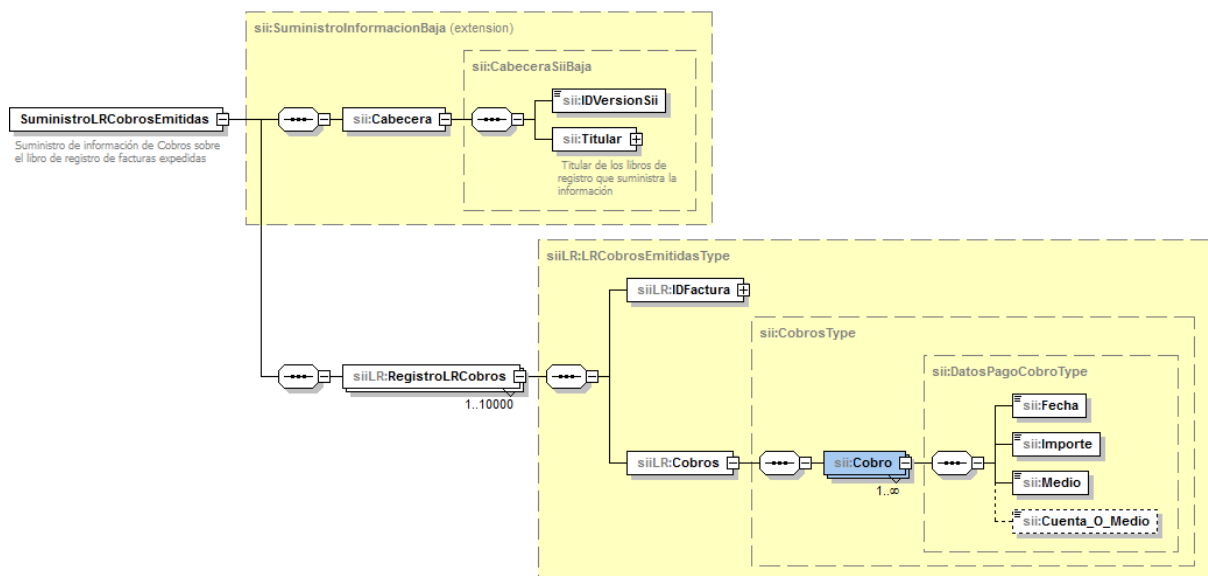 sii:SuministroInformacionBaja (extension)
sii:CabeceraSiiBaja
sii:IDVersionSii
SuministroLRCobrosEmitidas
sii:Cabecera
sii:Titular
Suministro de información de Cobros sobre
el libro de registro de facturas expedidas
Titular de los libros de
registro que suministra la
información
siiLR:LRCobrosEmitidasType
siiLR:IDFactura
sii:CobrosType
sii:DatosPagoCobroType
siiLR:RegistroLRCobros
1..10000
sii:Fecha
sii:Importe
siiLR:Cobros
sii:Cobro
1..∞
sii:Medio
sii:Cuenta_O_Medio